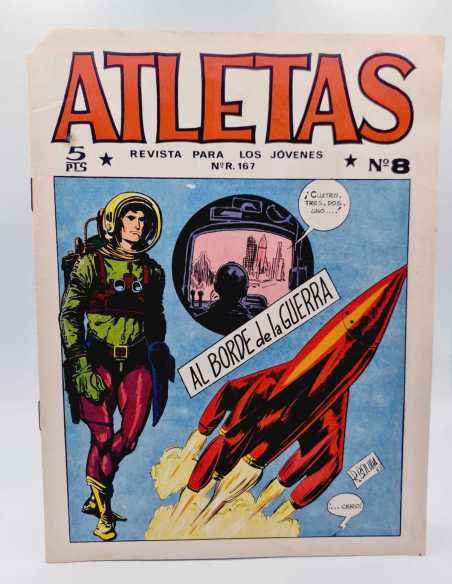 ATLETAS
5 PTS
★ REVISTA PARA LOS JÓVENES ★
NºR.167
Nº8
¡CUATRO,
TRES, DOS,
UNO....!
AL BORDE de la GUERRA
¡... CERO!